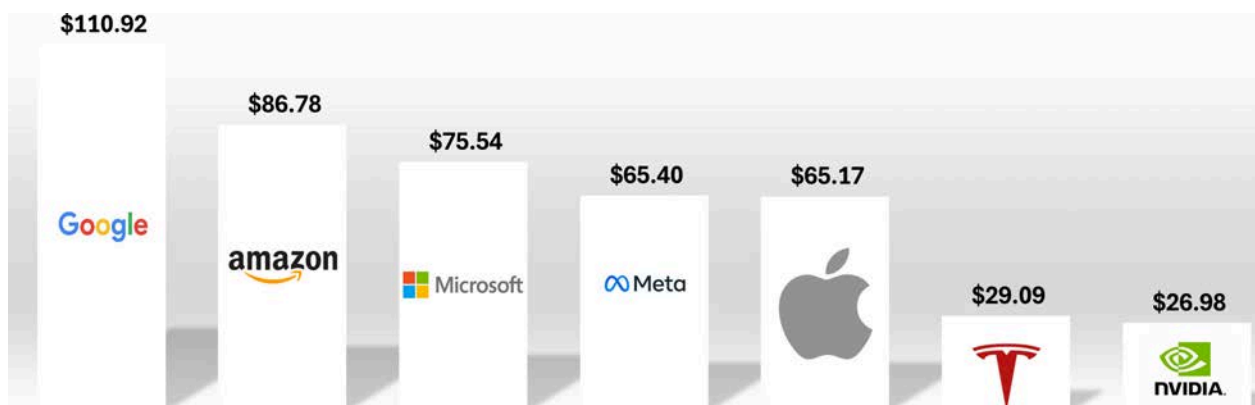 $110.92
$86.78
$75.54
$65.40
$65.17
$29.09
$26.98
Google
amazon
Microsoft
Meta
NVIDIA.